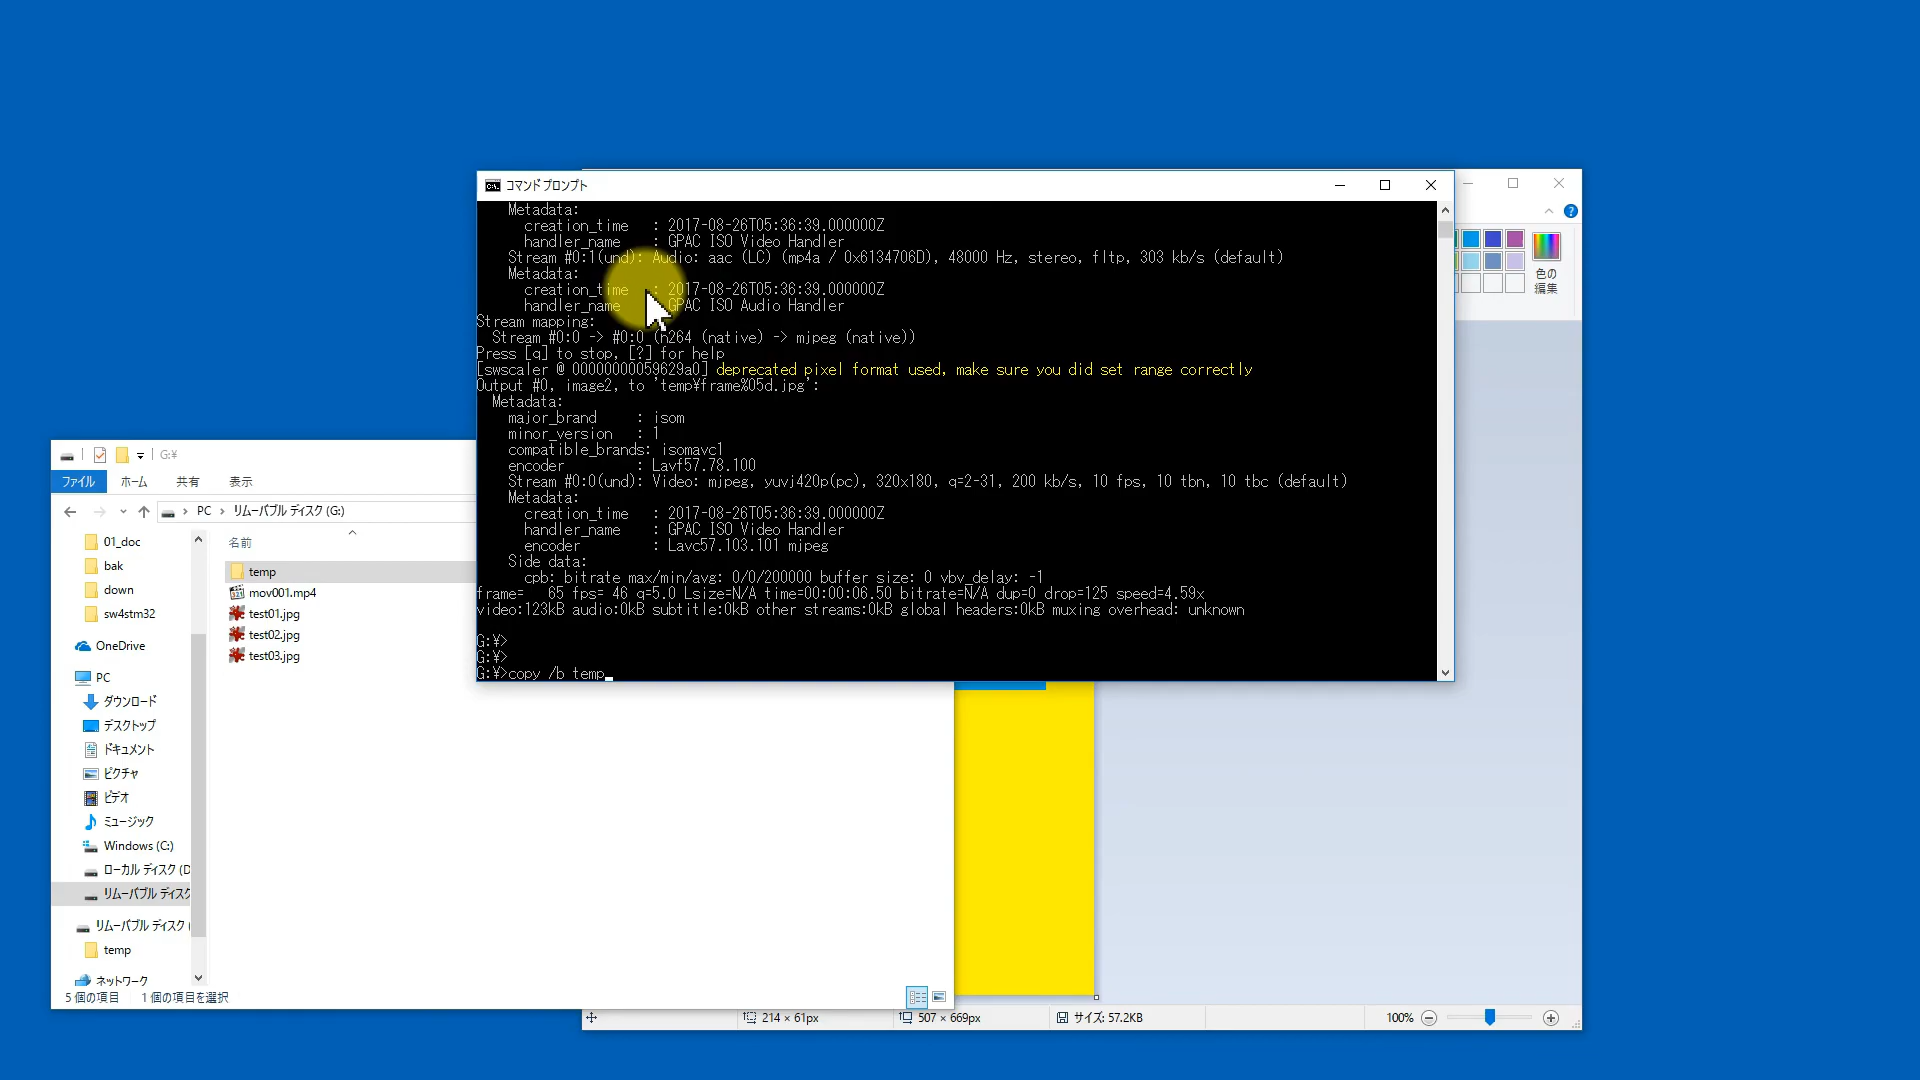 コマンド プロンプト
Metadata:
creation_time : 2017-08-26T05:36:39.000000Z
handler_name : GPAC ISO Video Handler
Stream #0:1(und): Audio: aac (LC) (mp4a / 0x6134706D), 48000 Hz, stereo, fltp, 303 kb/s (default)
Metadata:
creation_time : 2017-08-26T05:36:39.000000Z
handler_name GPAC ISO Audio Handler
Stream mapping:
Stream #0:0 -> #0:0 (h264 (native) -> mjpeg (native))
Press [q] to stop, [?] for help
[swscaler @ 00000000059629a0] deprecated pixel format used, make sure you did set range correctly
Output #0, image2, to 'temp¥frame%05d.jpg':
Metadata:
major_brand : isom
minor_version : 1
compatible_brands: isomavc1
encoder : Lavf57.78.100
Stream #0:0(und): Video: mjpeg, yuvj420p(pc), 320x180, q=2-31, 200 kb/s, 10 fps, 10 tbn, 10 tbc (default)
Metadata:
creation_time : 2017-08-26T05:36:39.000000Z
handler_name : GPAC ISO Video Handler
encoder : Lavc57.103.101 mjpeg
Side data:
cpb: bitrate max/min/avg: 0/0/200000 buffer size: 0 vbv_delay: -1
frame= 65 fps= 46 q=5.0 Lsize=N/A time=00:00:06.50 bitrate=N/A dup=0 drop=125 speed=4.59x
video:123kB audio:0kB subtitle:0kB other streams:0kB global headers:0kB muxing overhead: unknown
G:¥>
G:¥>
G:¥>copy /b temp
色の
編集
G:¥
ファイル ホーム 共有 表示
PC リムーバブル ディスク (G:)
01_doc
bak
down
sw4stm32
OneDrive
PC
ダウンロード
デスクトップ
ドキュメント
ピクチャ
ビデオ
ミュージック
Windows (C:)
ローカル ディスク (D
リムーバブル ディスク
リムーバブル ディスク (
temp
ネットワーク
名前
temp
mov001.mp4
test01.jpg
test02.jpg
test03.jpg
5 個の項目 1 個の項目を選択
214 × 61px 507 × 669px サイズ: 57.2KB 100%